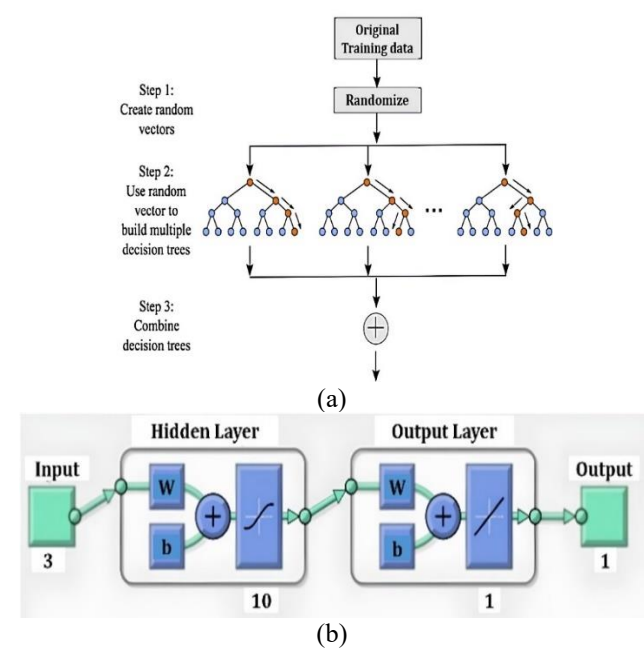 Original
Training data
Step 1:
Create random
vectors
Randomize
Step 2:
Use random
vector to
build multiple
decision trees
...
Step 3:
Combine
decision trees
+
(a)
Hidden Layer
Output Layer
Input
Output
W
+
b
W
+
b
3
10
1
1
(b)